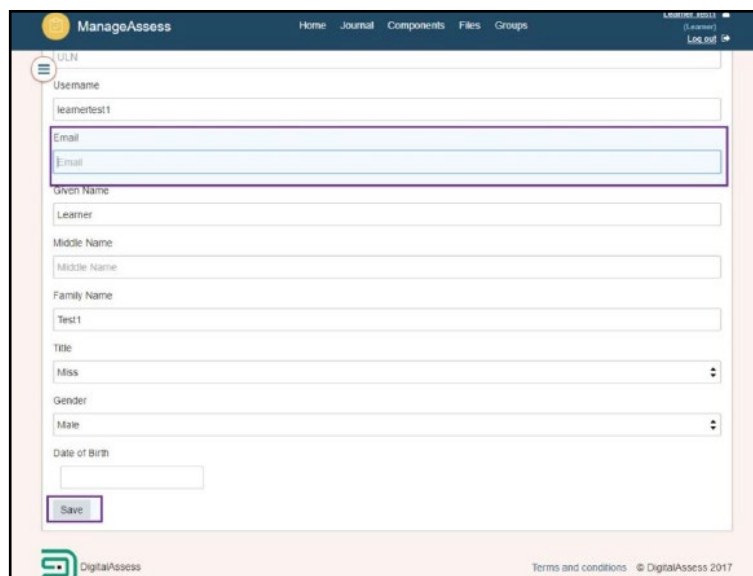 Learner Test1
ManageAssess Home Journal Components Files Groups
(Learner)
Log out
ULN
Username
learnertest1
Email
Email
Given Name
Learner
Middle Name
Middle Name
Family Name
Test1
Title
Miss
Gender
Male
Date of Birth
Save
DigitalAssess
Terms and conditions © DigitalAssess 2017